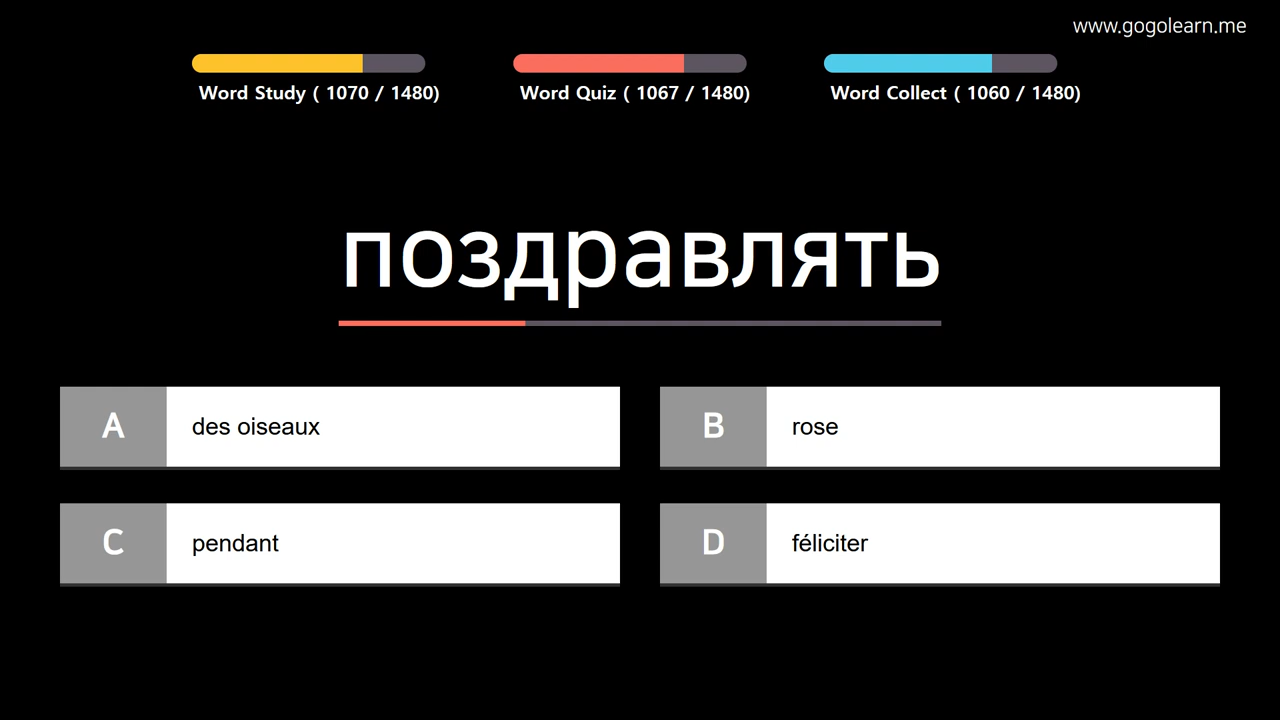 www.gogolearn.me
Word Study ( 1070 / 1480)
Word Quiz ( 1067 / 1480)
Word Collect ( 1060 / 1480)
поздравлять
A
des oiseaux
B
rose
C
pendant
D
féliciter